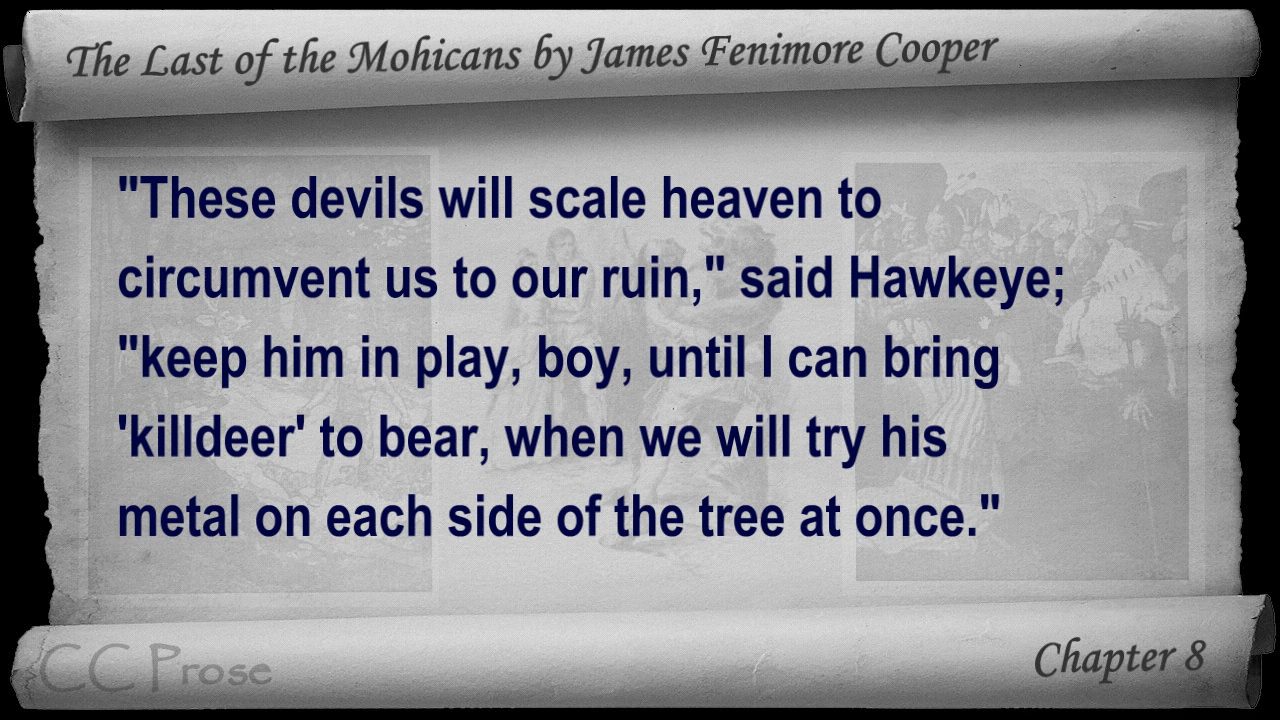 The Last of the Mohicans by James Fenimore Cooper
"These devils will scale heaven to
circumvent us to our ruin," said Hawkeye;
"keep him in play, boy, until I can bring
'killdeer' to bear, when we will try his
metal on each side of the tree at once."
CC Prose
Chapter 8